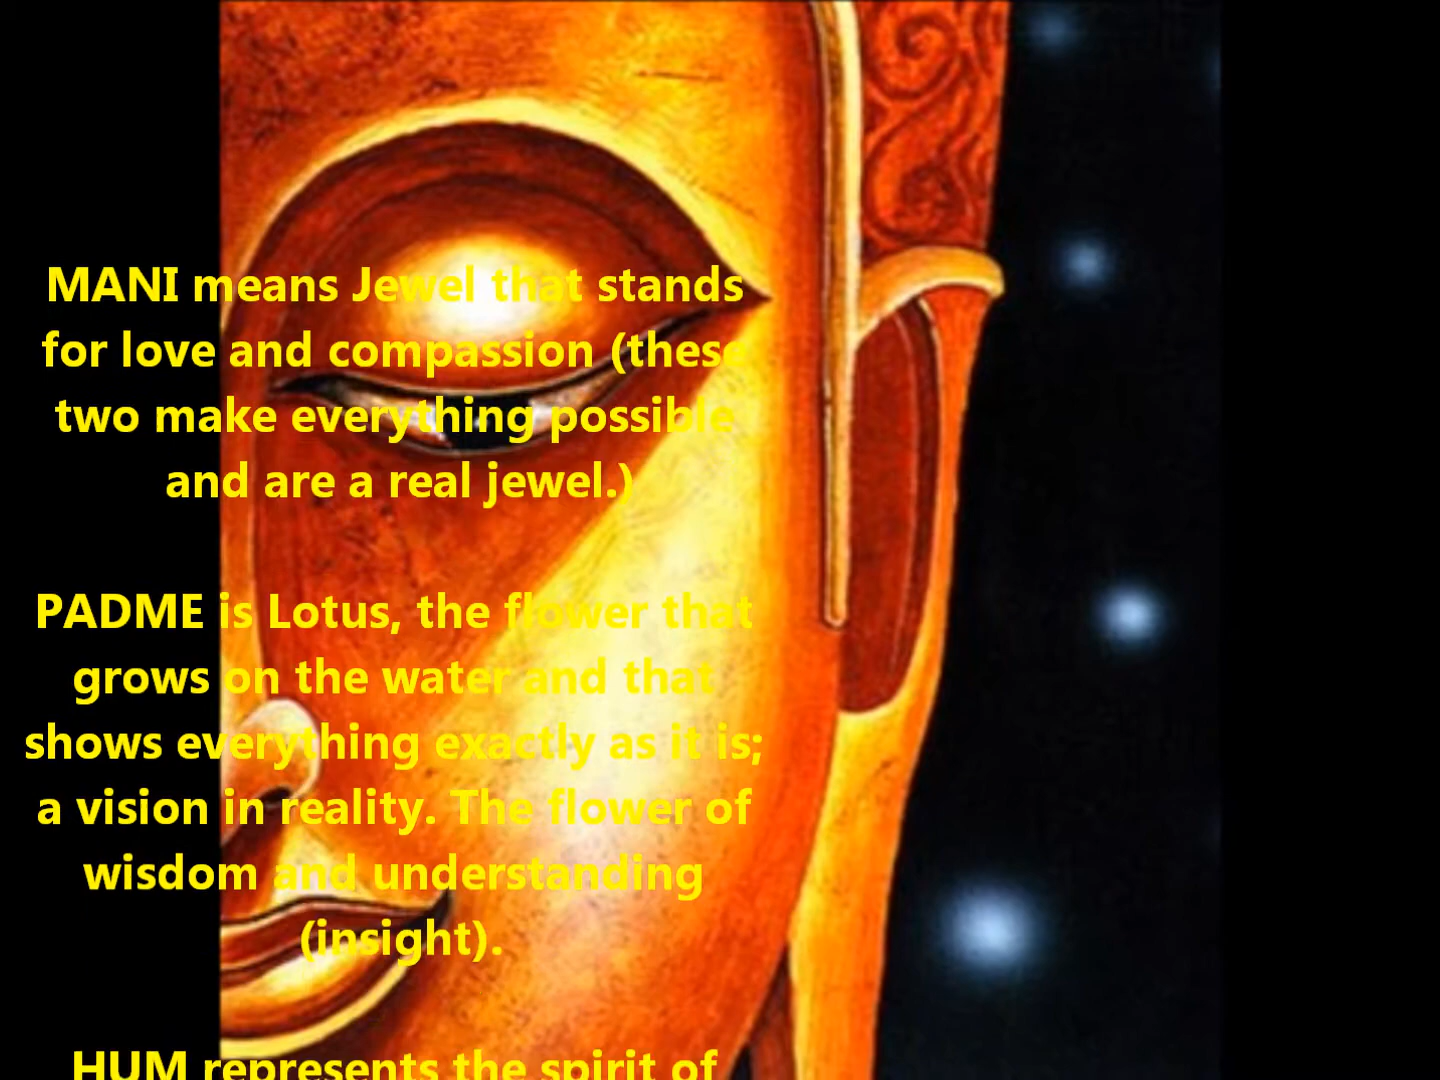 MANI means Jewel that stands
for love and compassion (these
two make everything possible
and are a real jewel.)
PADME is Lotus, the flower that
grows on the water and that
shows everything exactly as it is;
a vision in reality. The flower of
wisdom and understanding
(insight).
HUM represents the spirit of